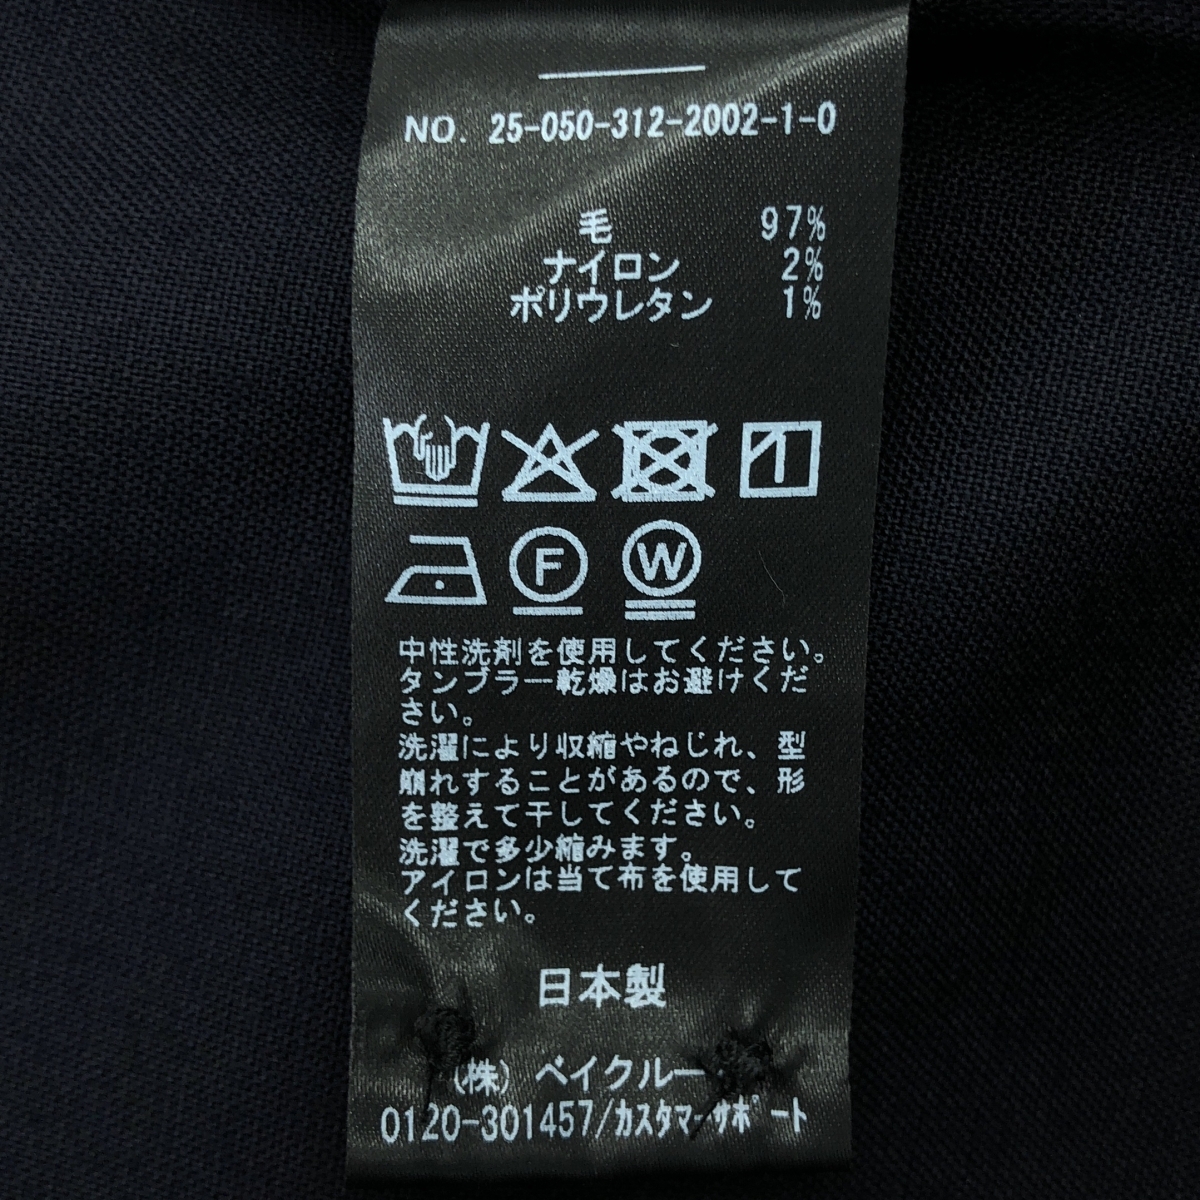 NO. 25-050-312-2002-1-0
毛 97%
ナイロン 2%
ポリウレタン 1%
F W
中性洗剤を使用してください。
タンブラー乾燥はお避けくだ
さい。
洗濯により収縮やねじれ、型
崩れすることがあるので、形
を整えて干してください。
洗濯で多少縮みます。
アイロンは当て布を使用して
ください。
日本製
(株) ベイクルー
0120-301457/カスタマーサポート